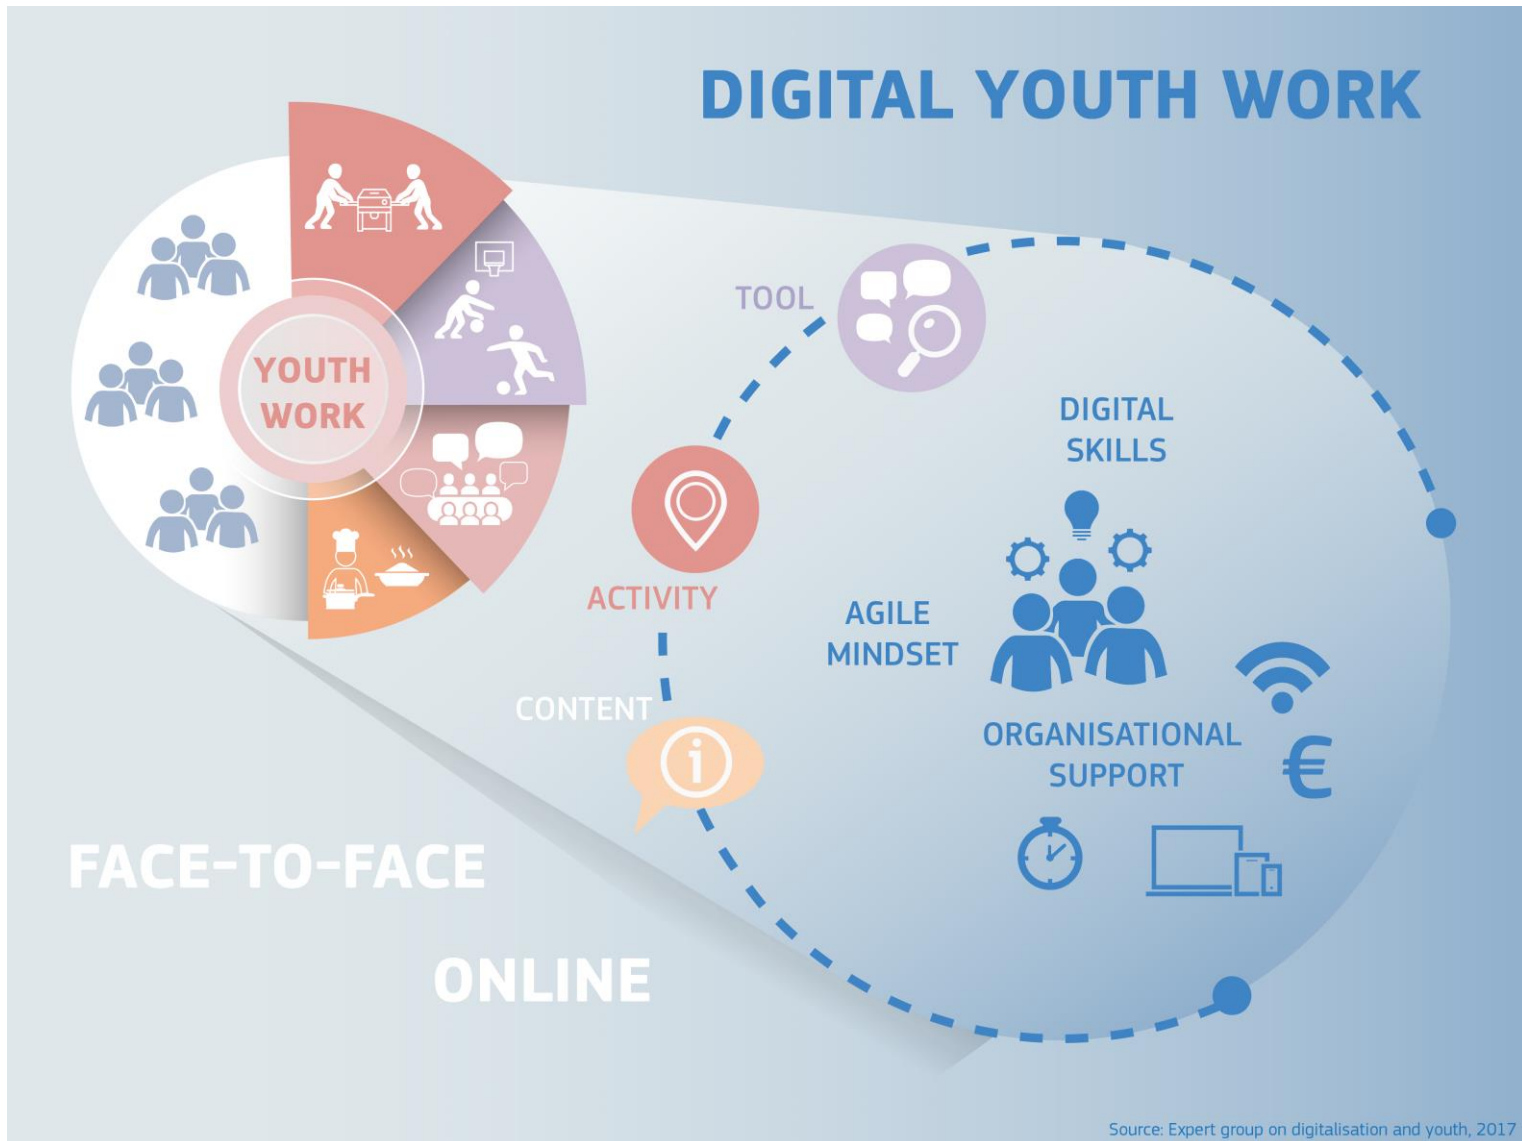 DIGITAL YOUTH WORK
YOUTH
WORK
TOOL
DIGITAL
SKILLS
ACTIVITY
AGILE
MINDSET
CONTENT
i
ORGANISATIONAL
SUPPORT
€
FACE-TO-FACE
ONLINE
Source: Expert group on digitalisation and youth, 2017